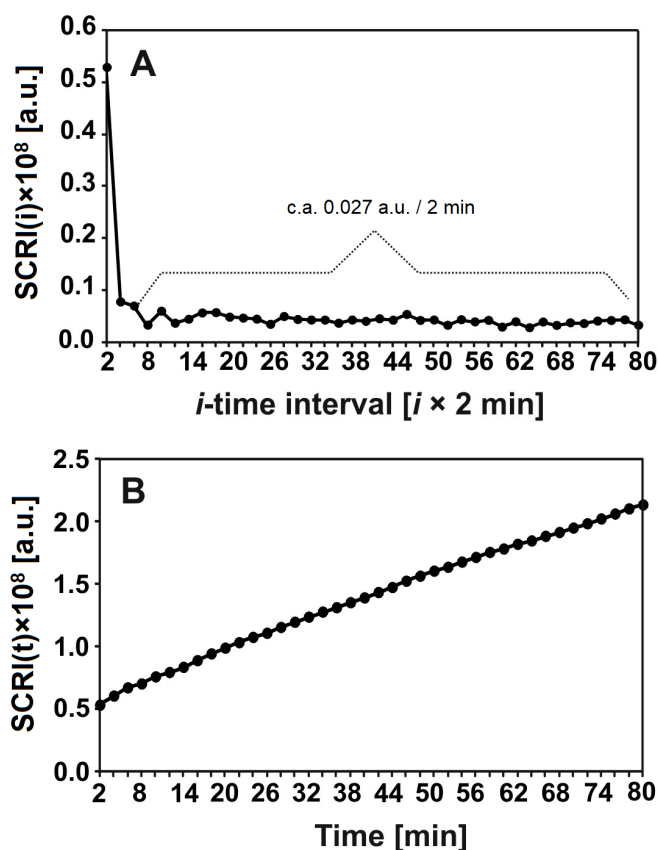 A
SCRI(i)×10⁸ [a.u.]
0.6
0.5
0.4
0.3
0.2
0.1
0.0
c.a. 0.027 a.u. / 2 min
2 8 14 20 26 32 38 44 50 56 62 68 74 80
i-time interval [i × 2 min]
B
SCRI(t)×10⁸ [a.u.]
2.5
2.0
1.5
1.0
0.5
0.0
2 8 14 20 26 32 38 44 50 56 62 68 74 80
Time [min]